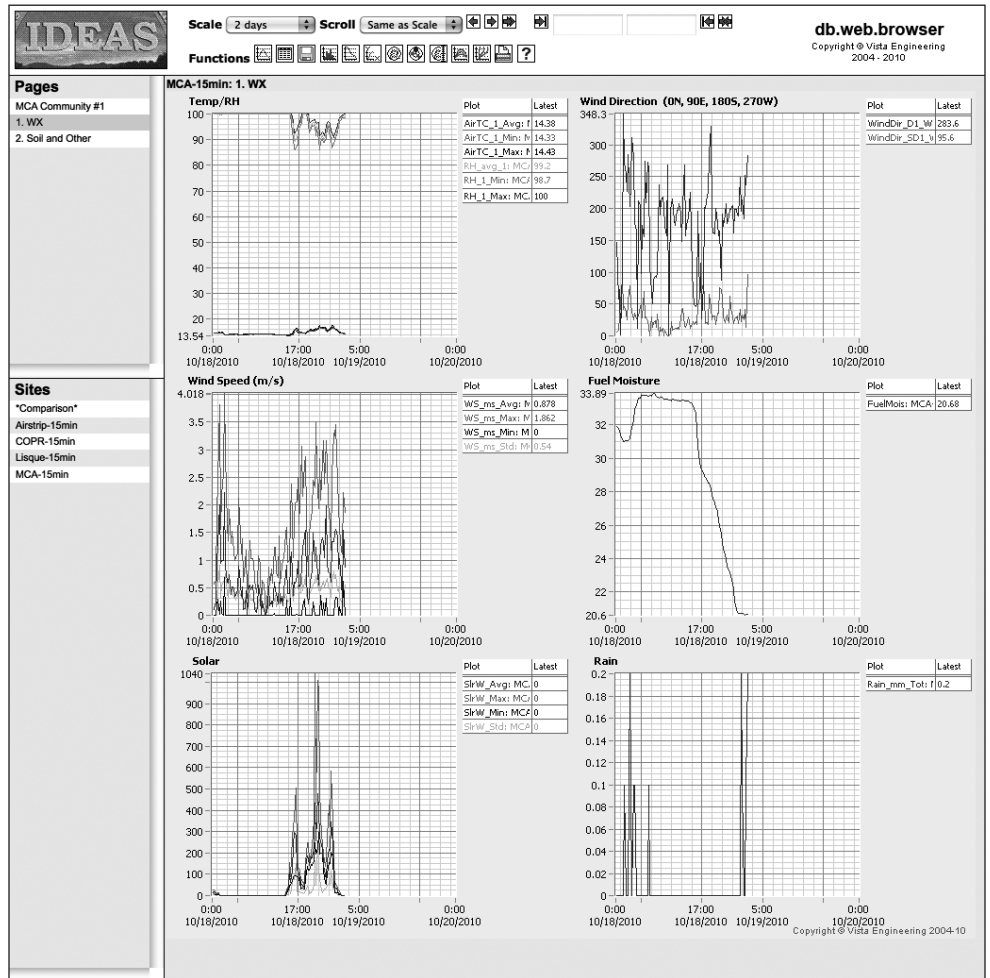 IDEAS
Scale 2 days Scroll Same as Scale
Functions ?
db.web.browser
Copyright © Vista Engineering
2004 - 2010
Pages
MCA Community #1
1. WX
2. Soil and Other
Sites
*Comparison*
Airstrip-15min
COPR-15min
Lisque-15min
MCA-15min
MCA-15min: 1. WX
Temp/RH
100
90
80
70
60
50
40
30
20
13.54
0:00 17:00 5:00 0:00
10/18/2010 10/18/2010 10/19/2010 10/20/2010
Plot Latest
AirTC_1_Avg: 14.38
AirTC_1_Min: M 14.33
AirTC_1_Max: M 14.43
RH_avg_1: MC/ 99.2
RH_1_Min: MC/ 98.7
RH_1_Max: MC. 100
Wind Direction (0N, 90E, 180S, 270W)
348.3
300
250
200
150
100
50
0
0:00 17:00 5:00 0:00
10/18/2010 10/18/2010 10/19/2010 10/20/2010
Plot Latest
WindDir_D1_W 283.6
WindDir_SD1_ 95.6
Wind Speed (m/s)
4.018
3.5
3
2.5
2
1.5
1
0.5
0
0:00 17:00 5:00 0:00
10/18/2010 10/18/2010 10/19/2010 10/20/2010
Plot Latest
WS_ms_Avg: M 0.878
WS_ms_Max: M 1.862
WS_ms_Min: M 0
WS_ms_Std: M 0.54
Fuel Moisture
33.89
32
30
28
26
24
22
20.6
0:00 17:00 5:00 0:00
10/18/2010 10/18/2010 10/19/2010 10/20/2010
Plot Latest
FuelMois: MCA- 20.68
Solar
1040
900
800
700
600
500
400
300
200
100
0
0:00 17:00 5:00 0:00
10/18/2010 10/18/2010 10/19/2010 10/20/2010
Plot Latest
SlrW_Avg: MC. 0
SlrW_Max: MC/ 0
SlrW_Min: MCA 0
SlrW_Std: MCA 0
Rain
0.2
0.18
0.16
0.14
0.12
0.1
0.08
0.06
0.04
0.02
0
0:00 17:00 5:00 0:00
10/18/2010 10/18/2010 10/19/2010 10/20/2010
Plot Latest
Rain_mm_Tot: 0.2
Copyright © Vista Engineering 2004-10